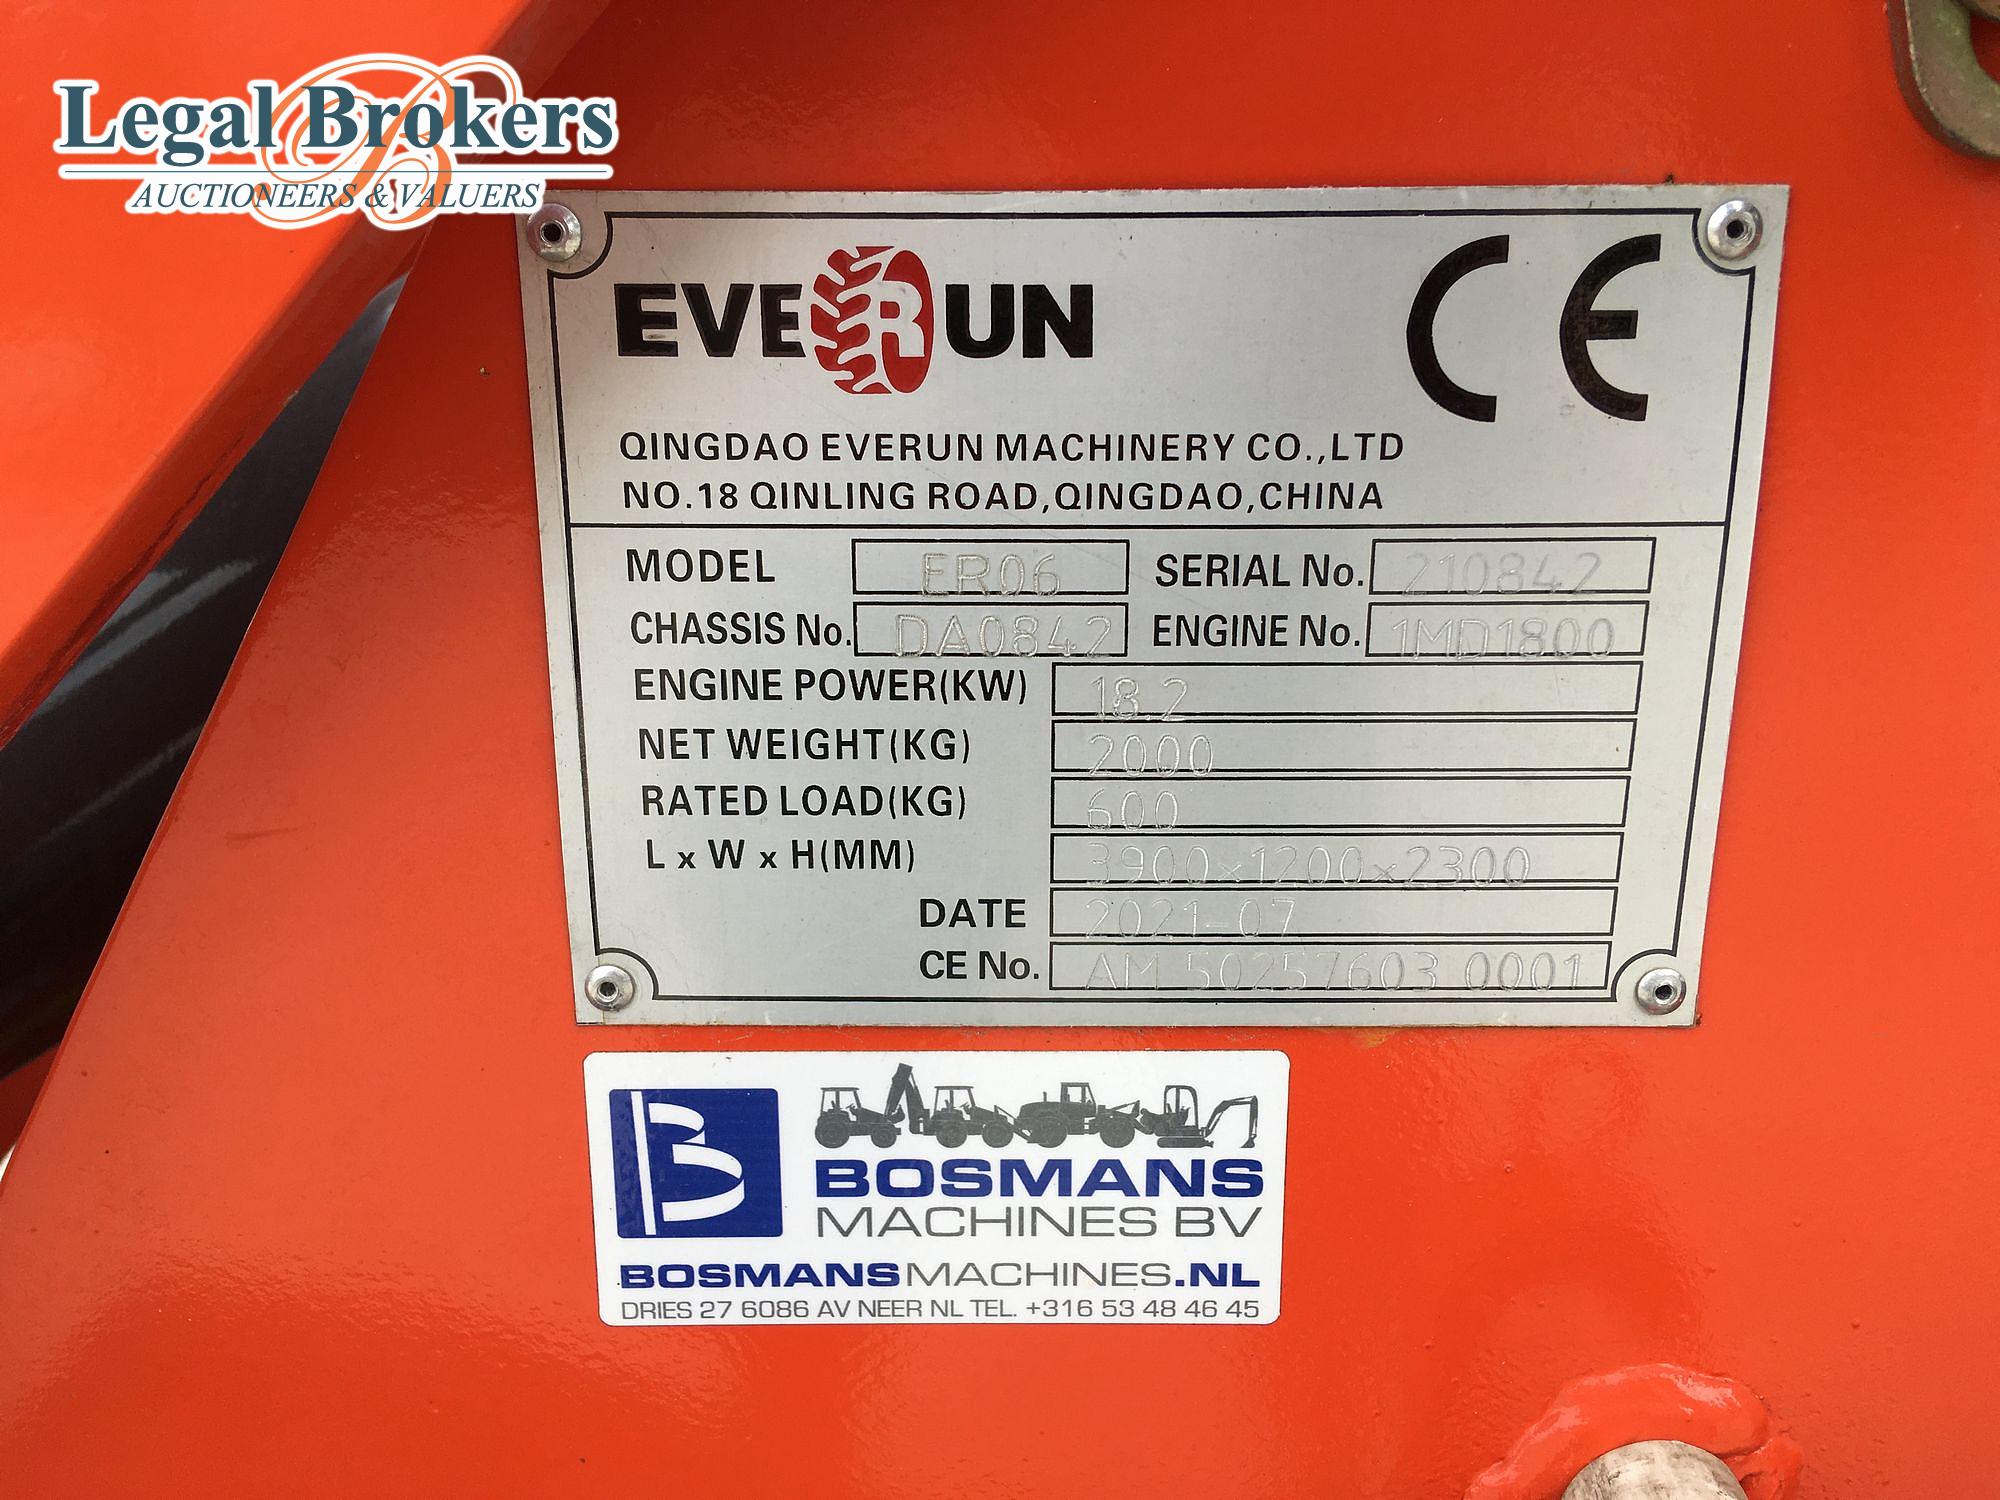 Legal Brokers
AUCTIONEERS & VALUERS
EVERUN
CE
QINGDAO EVERUN MACHINERY CO.,LTD
NO.18 QINLING ROAD,QINGDAO,CHINA
MODEL ER06 SERIAL No. 210842
CHASSIS No. DA0842 ENGINE No. 1MD1800
ENGINE POWER(KW) 18.2
NET WEIGHT(KG) 2000
RATED LOAD(KG) 600
L x W x H(MM) 3900x1200x2300
DATE 2021-07
CE No. AM 50257603 0001
B BOSMANS
MACHINES BV
BOSMANSMACHINES.NL
DRIES 27 6086 AV NEER NL TEL. +316 53 48 46 45